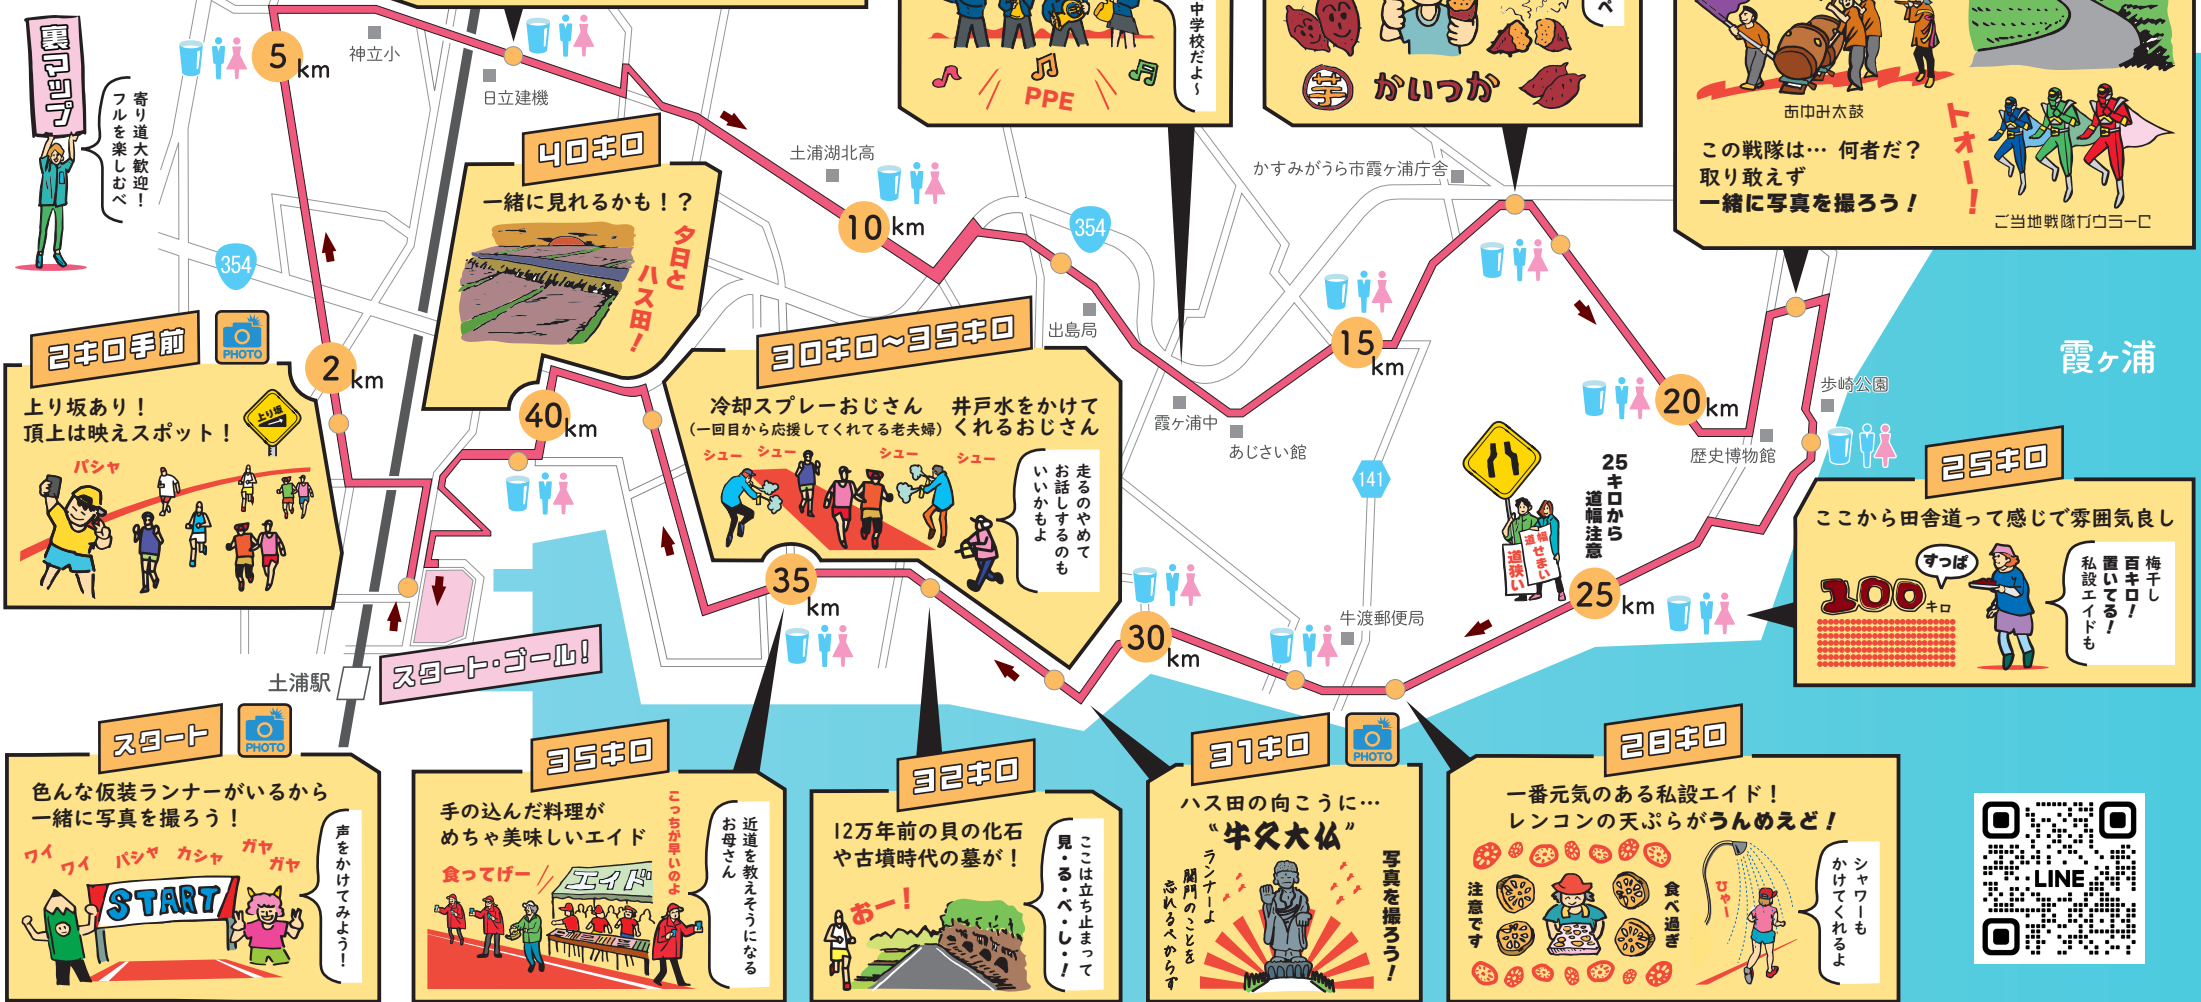 裏マップ
寄り道大歓迎！
フルを楽しむべ
5km
神立小
日立建機
中学校だよ～
PPE
べ
芋
かいつか
あゆみ太鼓
この戦隊は… 何者だ？
取り敢えず
一緒に写真を撮ろう！
トォー！
ご当地戦隊ガウラーC
354
40キロ
一緒に見れるかも！？
夕日と
ハス田！
土浦湖北高
10km
354
かすみがうら市霞ヶ浦庁舎
出島局
15km
霞ヶ浦中
あじさい館
141
20km
歴史博物館
歩崎公園
霞ヶ浦
2キロ手前
PHOTO
上り坂あり！
頂上は映えスポット！
上り坂
パシャ
2km
40km
30キロ～35キロ
冷却スプレーおじさん
（一回目から応援してくれてる老夫婦）
井戸水をかけて
くれるおじさん
シュー
シュー
シュー
シュー
走るのやめて
お話しするのも
いいかもよ
35km
30km
牛渡郵便局
25キロから
道幅注意
道幅せまい
道狭い
25km
25キロ
ここから田舎道って感じで雰囲気良し
すっぱ
100キロ
梅干し
百キロ！
置いてる！
私設エイドも
土浦駅
スタート・ゴール！
スタート
PHOTO
色んな仮装ランナーがいるから
一緒に写真を撮ろう！
ワイ
ワイ
パシャ
カシャ
ガヤ
ガヤ
START
声をかけてみよう！
35キロ
手の込んだ料理が
めちゃ美味しいエイド
食ってげー
エイド
こっちが早いのよ
近道を教えそうになる
お母さん
32キロ
12万年前の貝の化石
や古墳時代の墓が！
おー！
ここは立ち止まって
見・る・べ・し・！
31キロ
PHOTO
ハス田の向こうに…
“牛久大仏”
ランナーよ
関門のことを
忘れるべからず
写真を撮ろう！
28キロ
一番元気のある私設エイド！
レンコンの天ぷらがうんめえど！
食べ過ぎ
注意です
ひゃー
シャワーも
かけてくれるよ
LINE